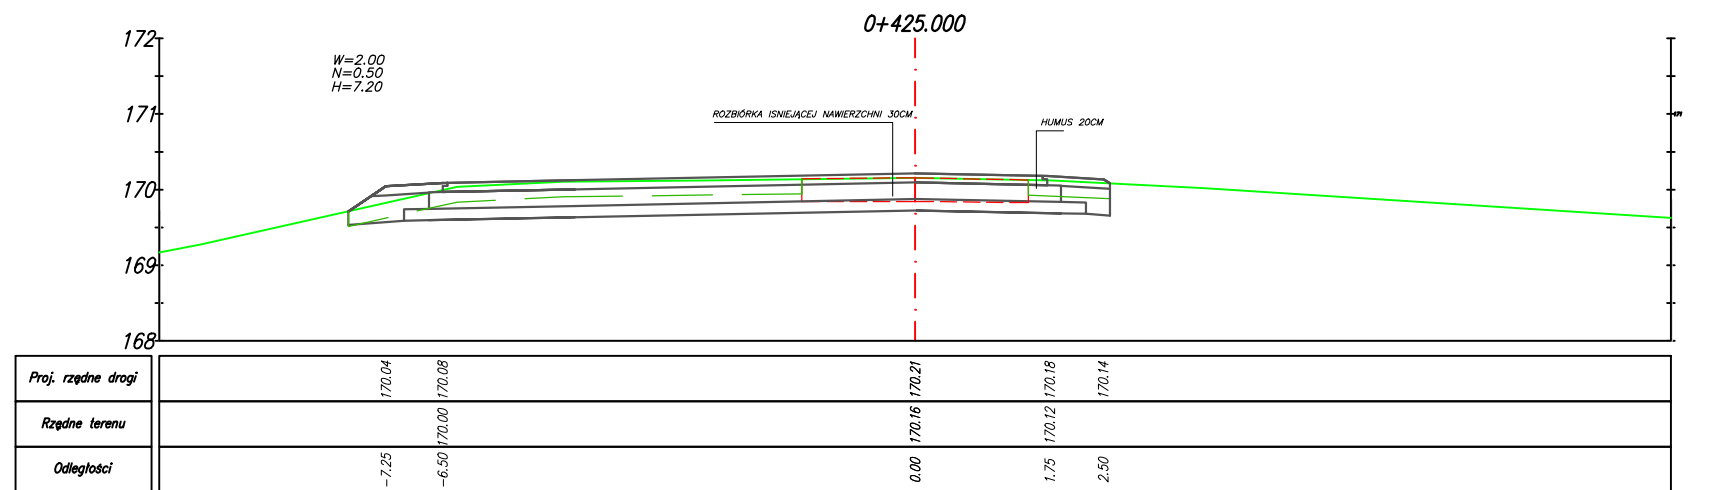 0+425.000
172
W=2.00
N=0.50
H=7.20
171
ROZBIÓRKA ISNIEJĄCEJ NAWIERZCHNI 30CM
HUMUS 20CM
171
170
169
168
Proj. rzędne drogi 170.04 170.08 170.21 170.18 170.14
Rzędne terenu 170.00 170.16 170.12
Odległości -7.25 -6.50 0.00 1.75 2.50